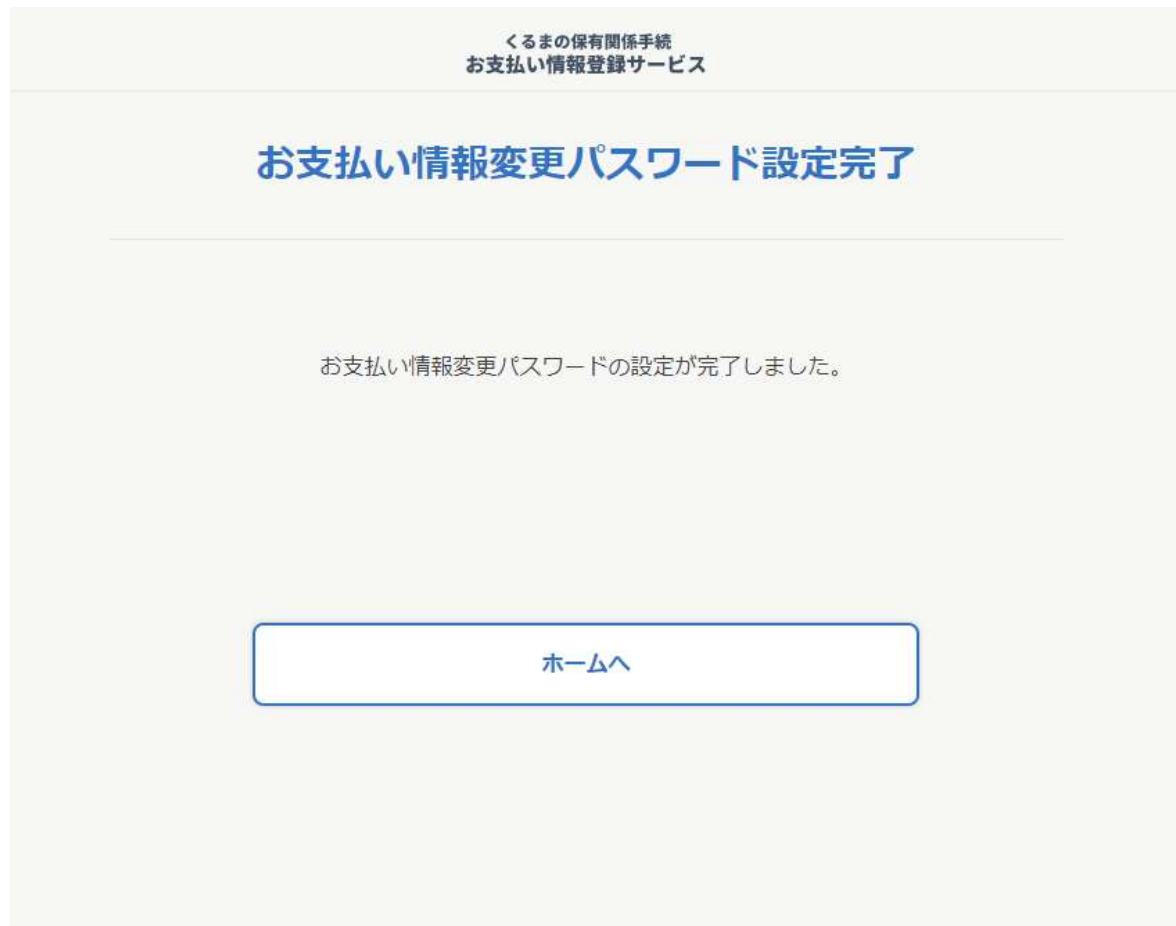 くるまの保有関係手続
お支払い情報登録サービス
お支払い情報変更パスワード設定完了
お支払い情報変更パスワードの設定が完了しました。
ホームへ